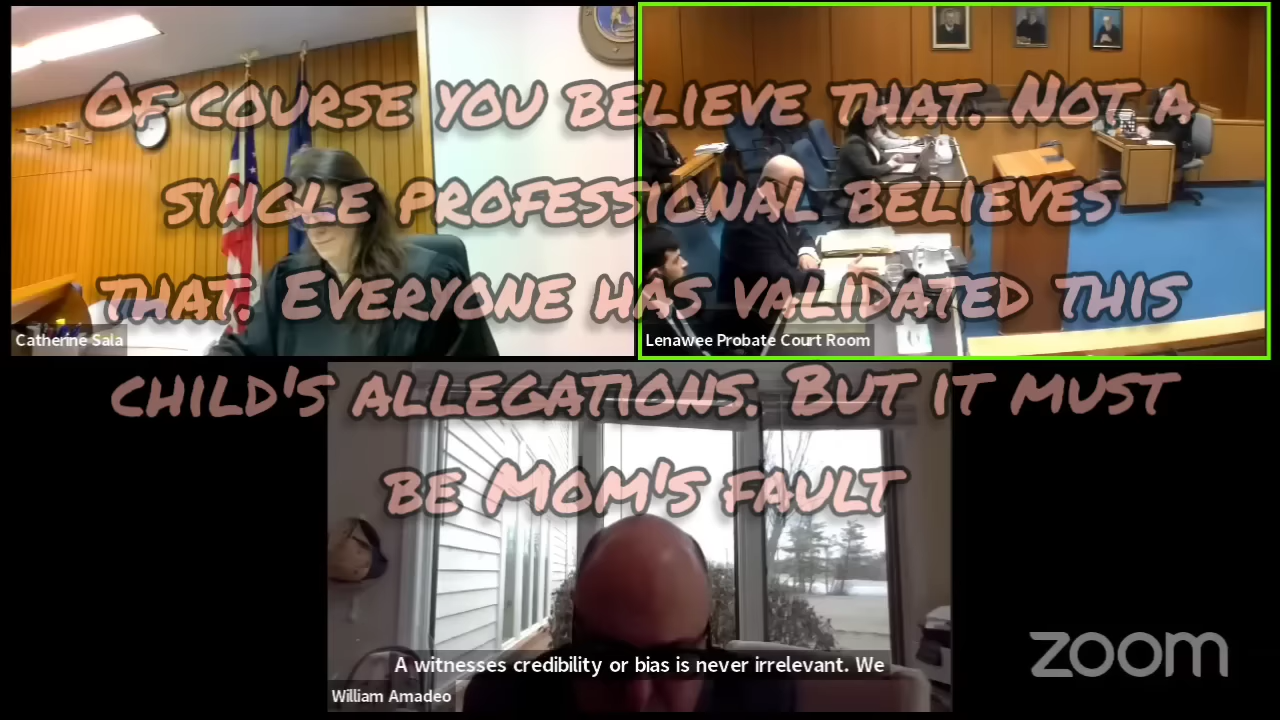 Of course you believe that. Not a
single professional believes
that. Everyone has validated this
Catherine Sala
Lenawee Probate Court Room
child's allegations. But it must
be Mom's fault
A witnesses credibility or bias is never irrelevant. We
William Amadeo
zoom